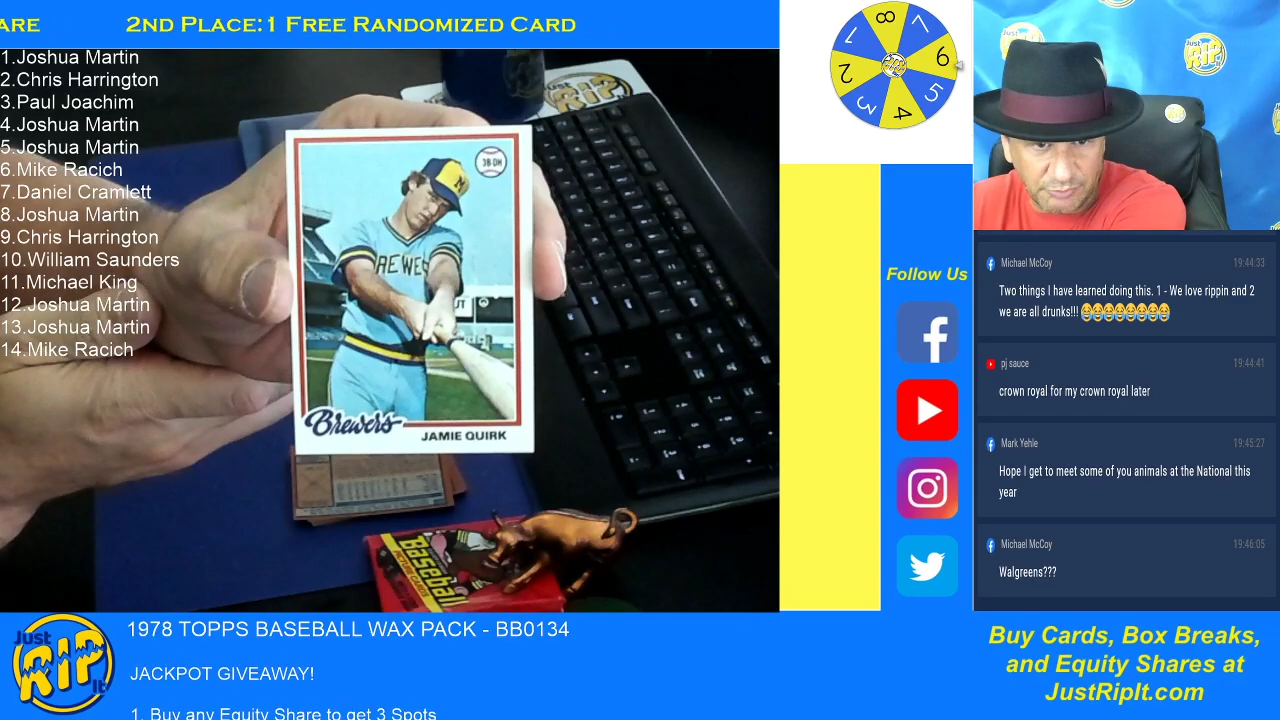 ARE
2ND PLACE:1 FREE RANDOMIZED CARD
1.Joshua Martin
2.Chris Harrington
3.Paul Joachim
4.Joshua Martin
5.Joshua Martin
6.Mike Racich
7.Daniel Cramlett
8.Joshua Martin
9.Chris Harrington
10.William Saunders
11.Michael King
12.Joshua Martin
13.Joshua Martin
14.Mike Racich
3B-DH
M
BREWE
Brewers
JAMIE QUIRK
Baseball
8
7
6
5
4
3
2
1
Just
RIP
Follow Us
Michael McCoy 19:44:33
Two things I have learned doing this. 1 - We love rippin and 2
we are all drunks!!! 😂😂😂😂😂😂😂😂
pj sauce 19:44:41
crown royal for my crown royal later
Mark Yehle 19:45:27
Hope I get to meet some of you animals at the National this
year
Michael McCoy 19:46:05
Walgreens???
Just
RIP
It
1978 TOPPS BASEBALL WAX PACK - BB0134
JACKPOT GIVEAWAY!
1. Buy any Equity Share to get 3 Spots
Buy Cards, Box Breaks,
and Equity Shares at
JustRipIt.com